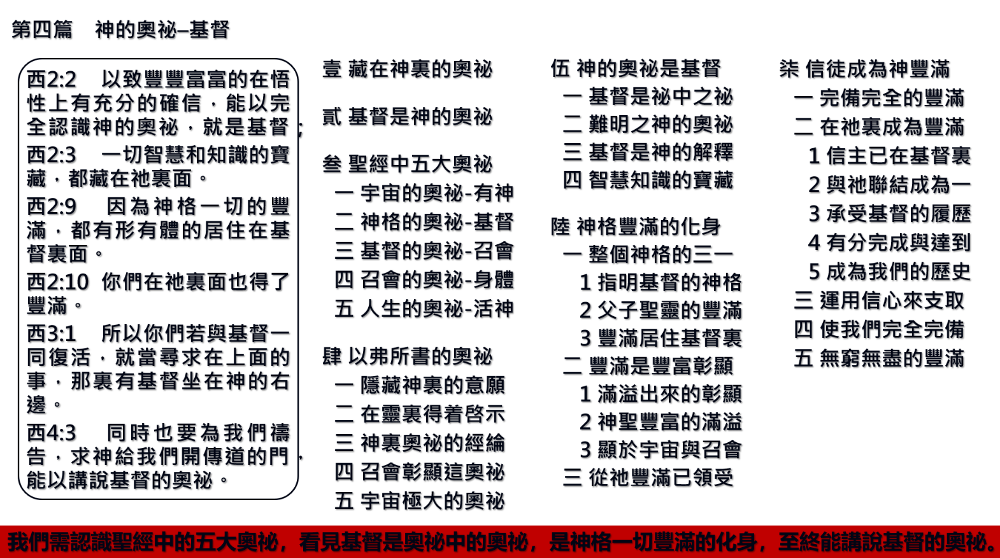 第四篇　神的奧祕–基督
西2:2　以致豐豐富富的在悟
性上有充分的確信，能以完
全認識神的奧祕，就是基督；
西2:3　一切智慧和知識的寶
藏，都藏在祂裏面。
西2:9　因為神格一切的豐
滿，都有形有體的居住在基
督裏面。
西2:10 你們在祂裏面也得了
豐滿。
西3:1　所以你們若與基督一
同復活，就當尋求在上面的
事，那裏有基督坐在神的右
邊。
西4:3　同時也要為我們禱
告，求神給我們開傳道的門，
能以講說基督的奧祕。
壹 藏在神裏的奧祕
貳 基督是神的奧祕
叁 聖經中五大奧祕
一 宇宙的奧祕-有神
二 神格的奧祕-基督
三 基督的奧祕-召會
四 召會的奧祕-身體
五 人生的奧祕-活神
肆 以弗所書的奧祕
一 隱藏神裏的意願
二 在靈裏得着啓示
三 神裏奧祕的經綸
四 召會彰顯這奧祕
五 宇宙極大的奧祕
伍 神的奧祕是基督
一 基督是祕中之祕
二 難明之神的奧祕
三 基督是神的解釋
四 智慧知識的寶藏
陸 神格豐滿的化身
一 整個神格的三一
1 指明基督的神格
2 父子聖靈的豐滿
3 豐滿居住基督裏
二 豐滿是豐富彰顯
1 滿溢出來的彰顯
2 神聖豐富的滿溢
3 顯於宇宙與召會
三 從祂豐滿已領受
柒 信徒成為神豐滿
一 完備完全的豐滿
二 在祂裏成為豐滿
1 信主已在基督裏
2 與祂聯結成為一
3 承受基督的履歷
4 有分完成與達到
5 成為我們的歷史
三 運用信心來支取
四 使我們完全完備
五 無窮無盡的豐滿
我們需認識聖經中的五大奧祕，看見基督是奧祕中的奧祕，是神格一切豐滿的化身，至終能講說基督的奧祕。